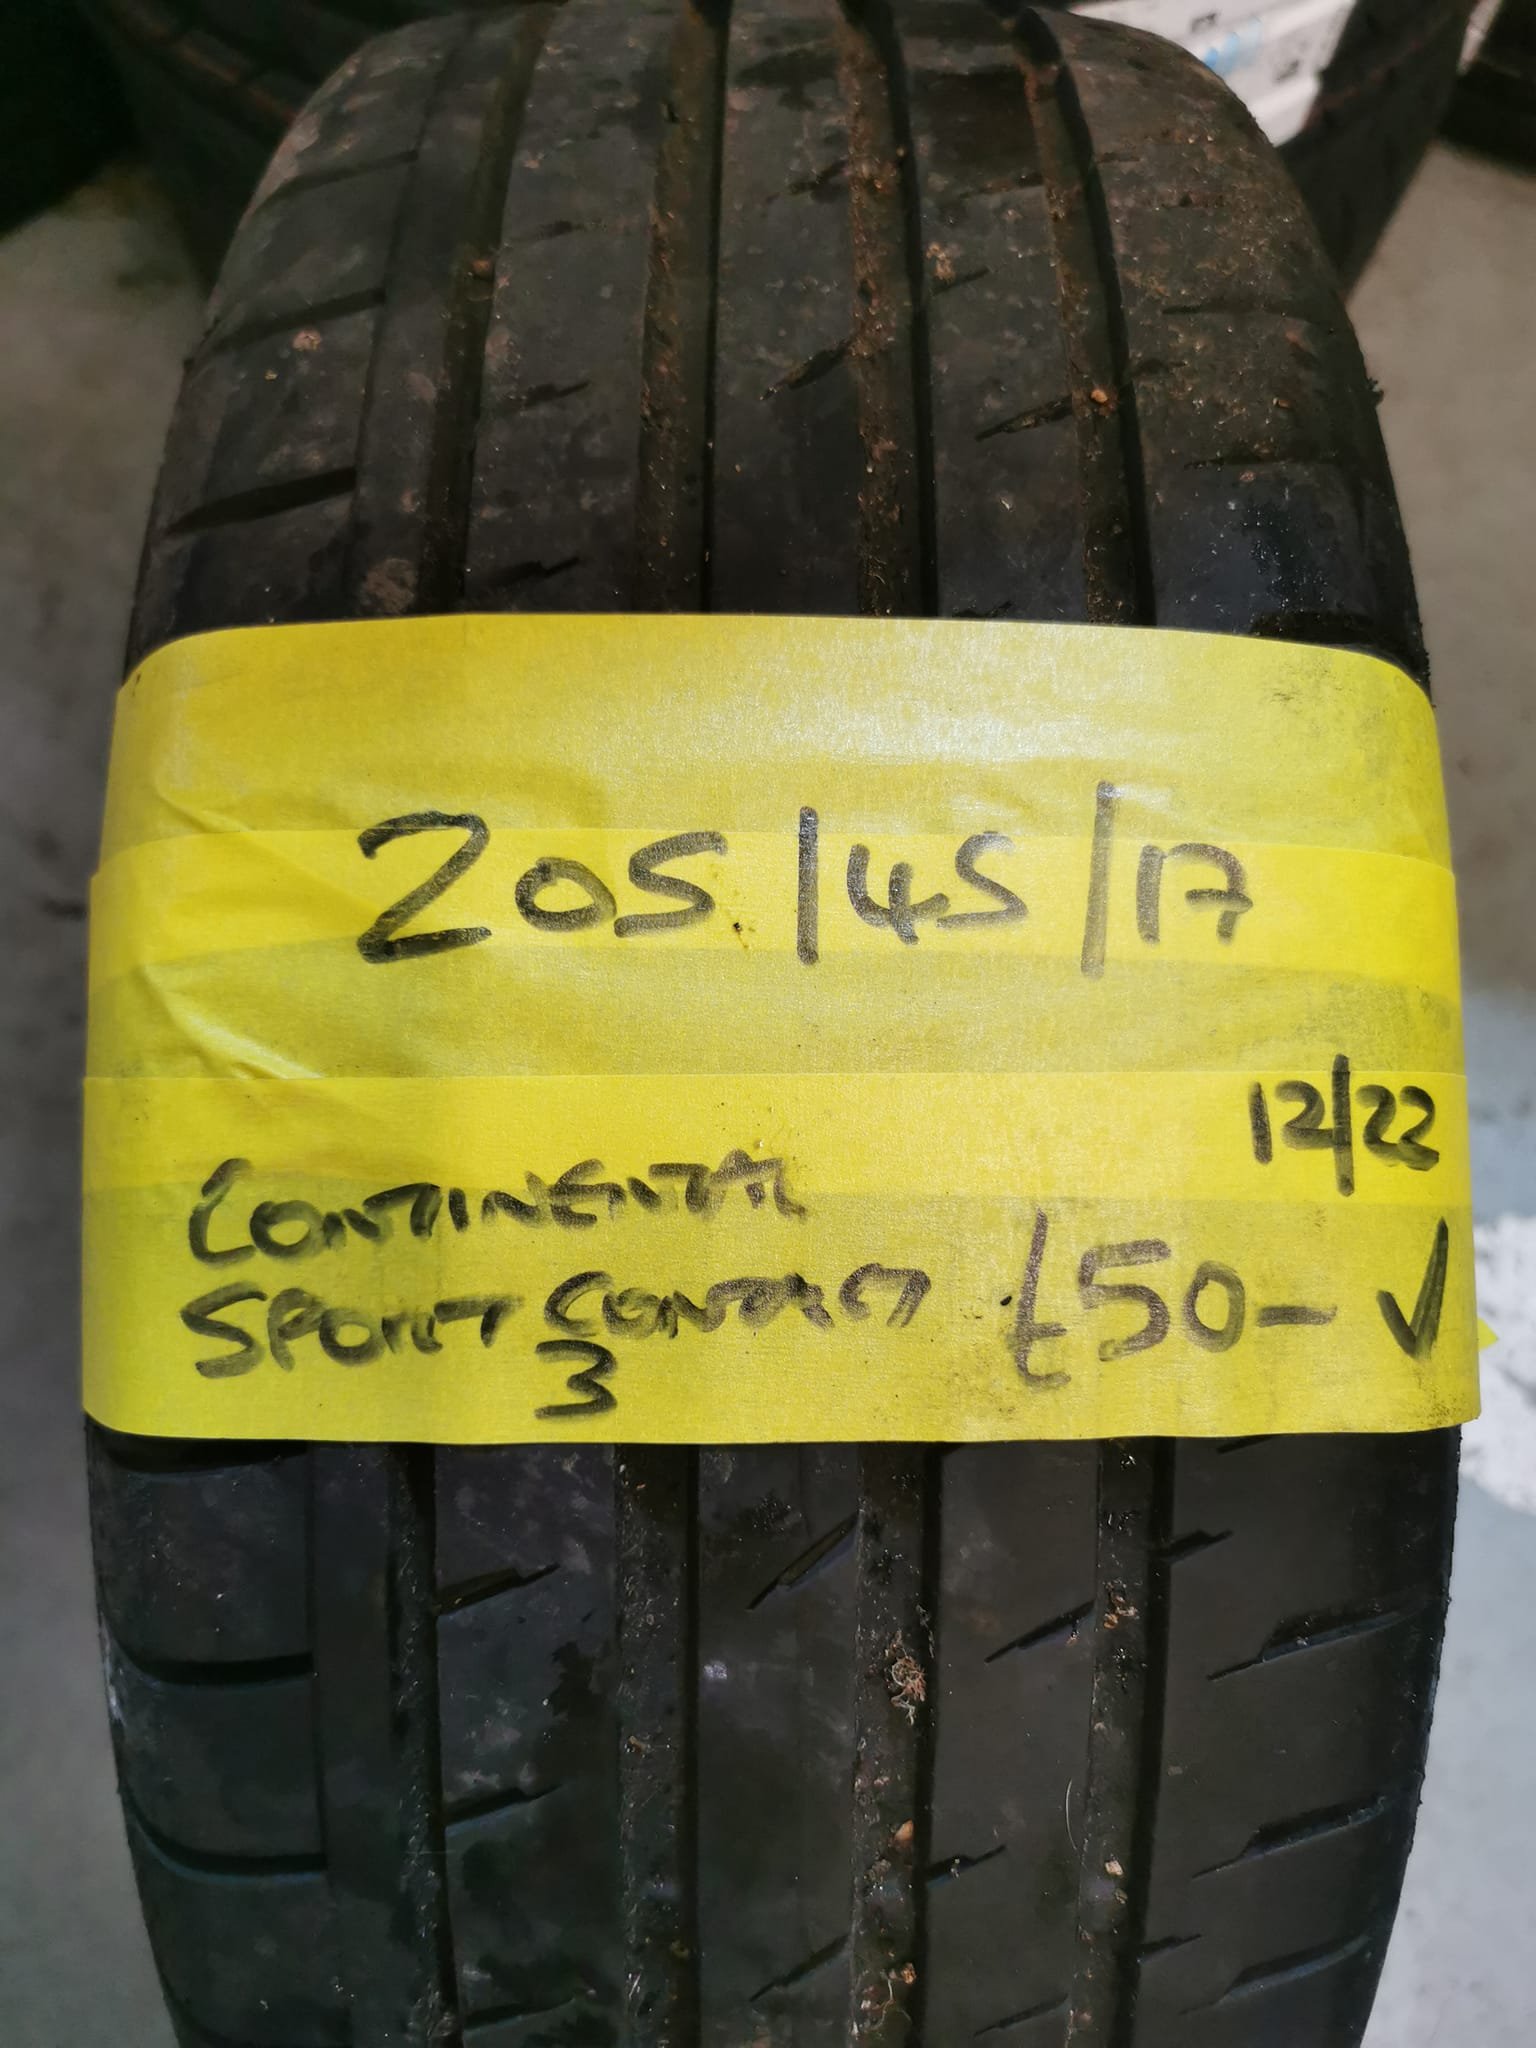 205/45/17
12/22
CONTINENTAL
SPORT CONTACT £50- ✓
3